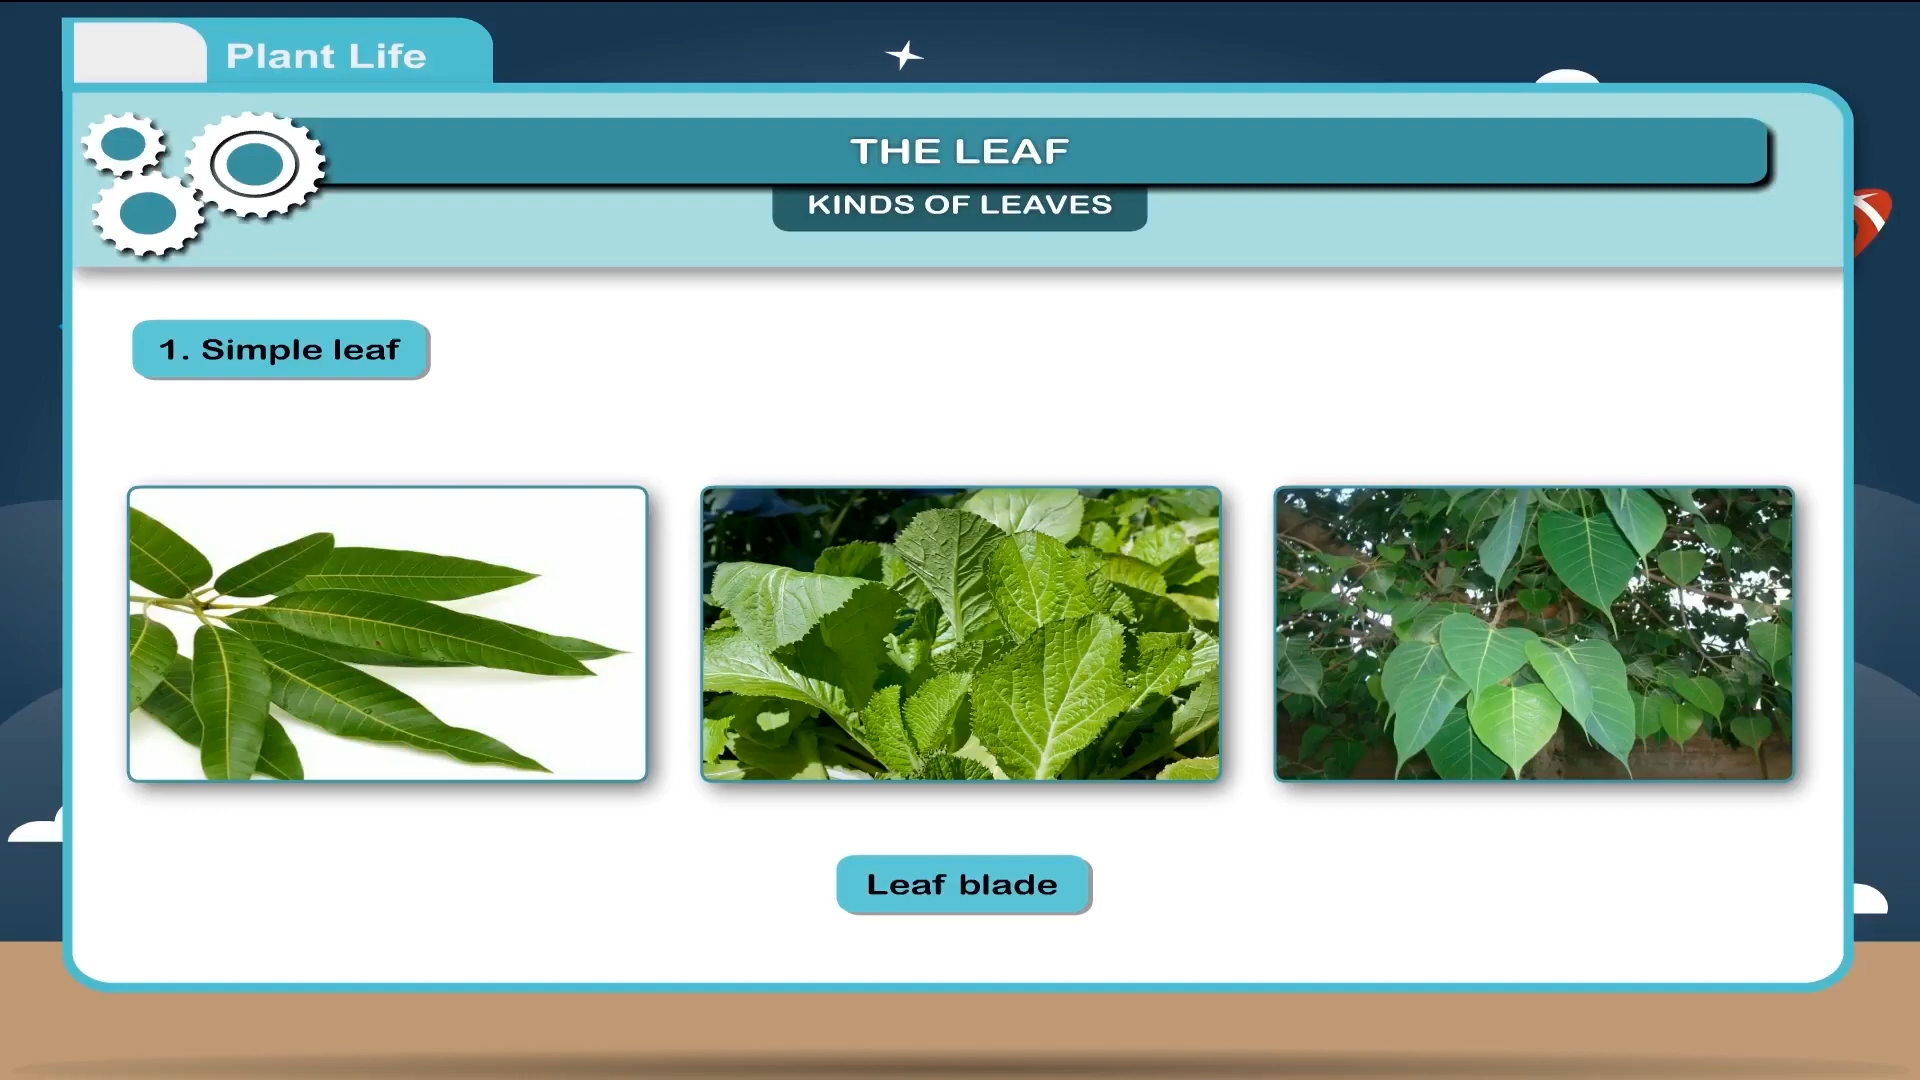 Plant Life
THE LEAF
KINDS OF LEAVES
1. Simple leaf
Leaf blade